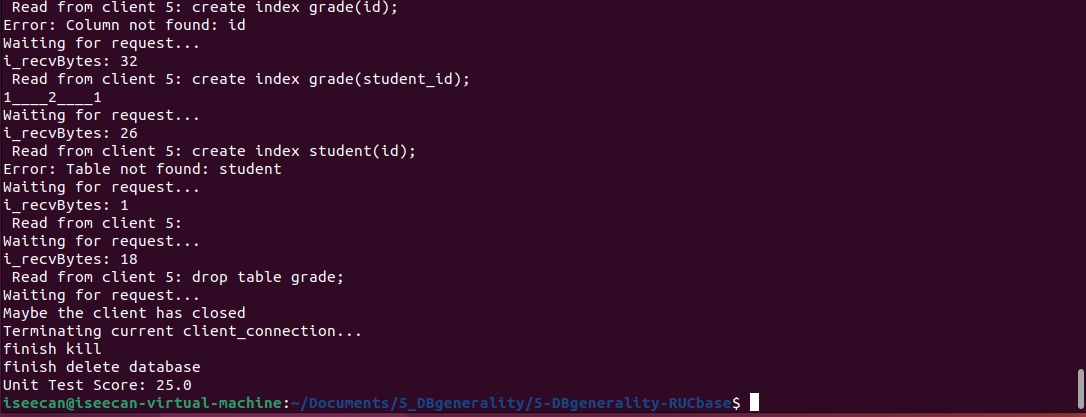 Read from client 5: create index grade(id);
Error: Column not found: id
Waiting for request...
i_recvBytes: 32
Read from client 5: create index grade(student_id);
1____2____1
Waiting for request...
i_recvBytes: 26
Read from client 5: create index student(id);
Error: Table not found: student
Waiting for request...
i_recvBytes: 1
Read from client 5:
Waiting for request...
i_recvBytes: 18
Read from client 5: drop table grade;
Waiting for request...
Maybe the client has closed
Terminating current client_connection...
finish kill
finish delete database
Unit Test Score: 25.0
iseecan@iseecan-virtual-machine:~/Documents/5_DBgenerality/5-DBgenerality-RUCbase$